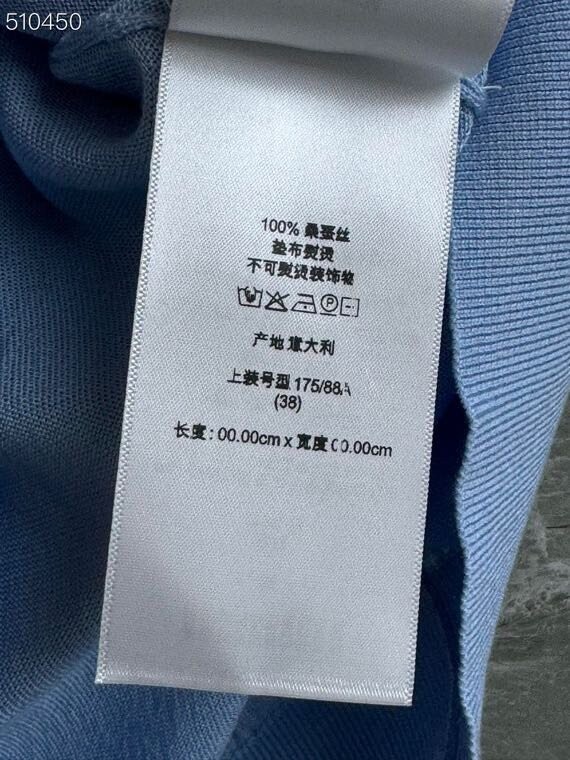 510450
100% 桑蚕丝
垫布熨烫
不可熨烫装饰物
P
产地 意大利
上装号型 175/88A
(38)
长度: 00.00cm x 宽度 00.00cm